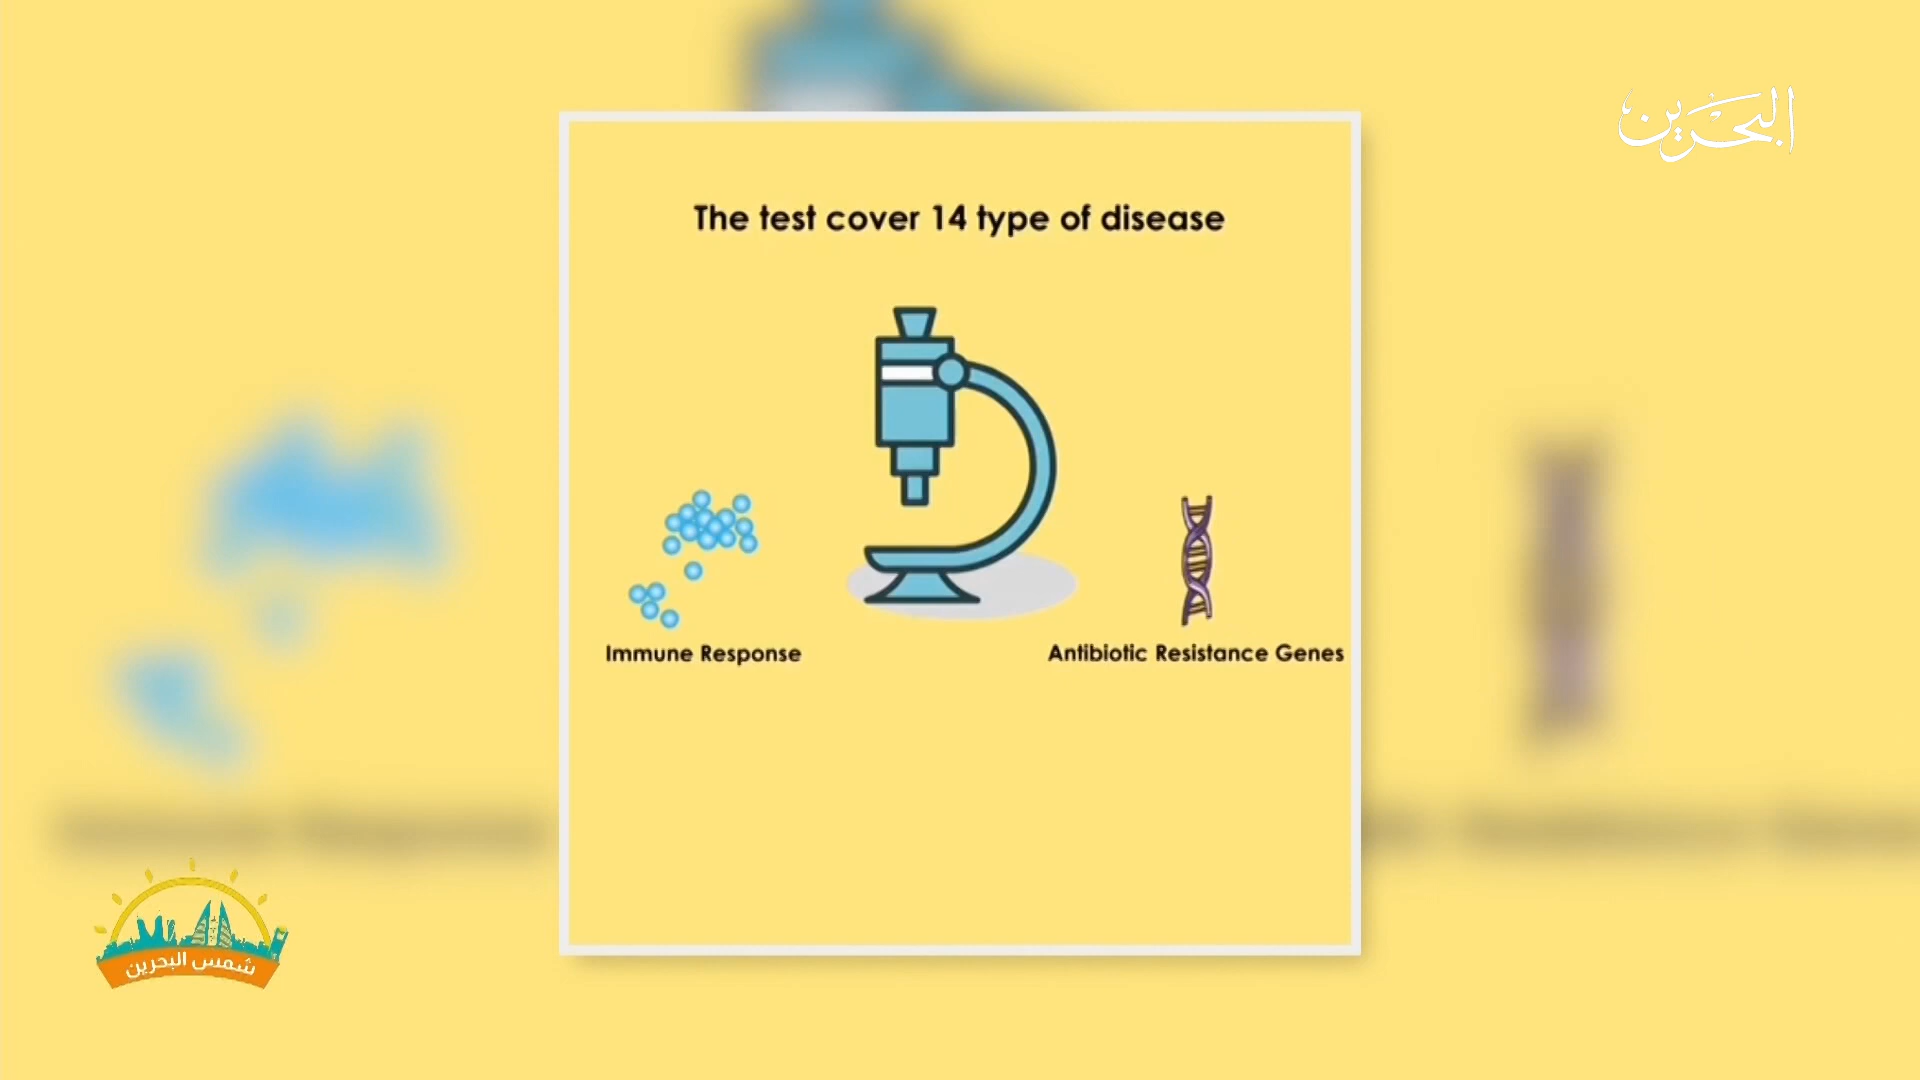 البحرين
The test cover 14 type of disease
Immune Response
Antibiotic Resistance Genes
شمس البحرين